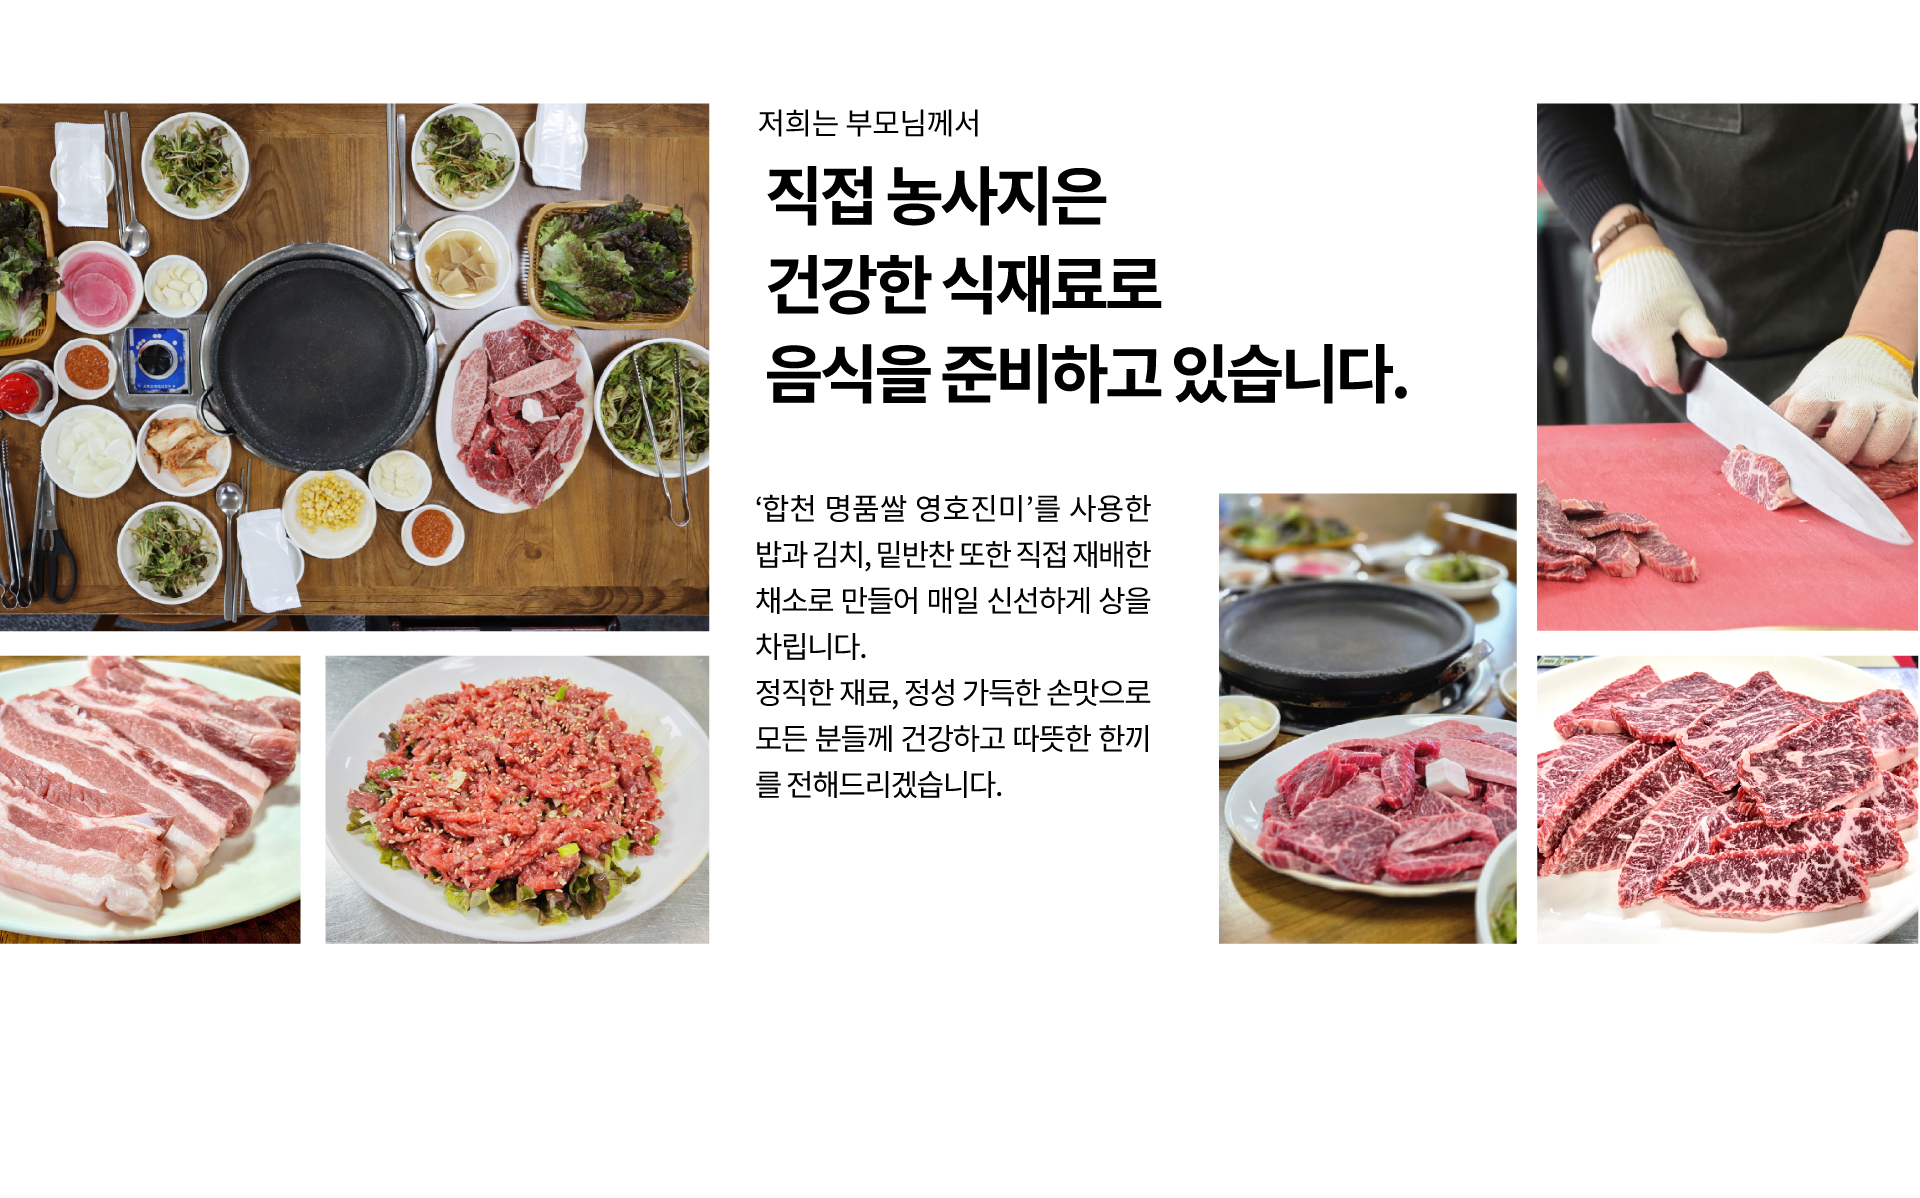 저희는 부모님께서
직접 농사지은
건강한 식재료로
음식을 준비하고 있습니다.
‘합천 명품쌀 영호진미’를 사용한
밥과 김치, 밑반찬 또한 직접 재배한
채소로 만들어 매일 신선하게 상을
차립니다.
정직한 재료, 정성 가득한 손맛으로
모든 분들께 건강하고 따뜻한 한끼
를 전해드리겠습니다.